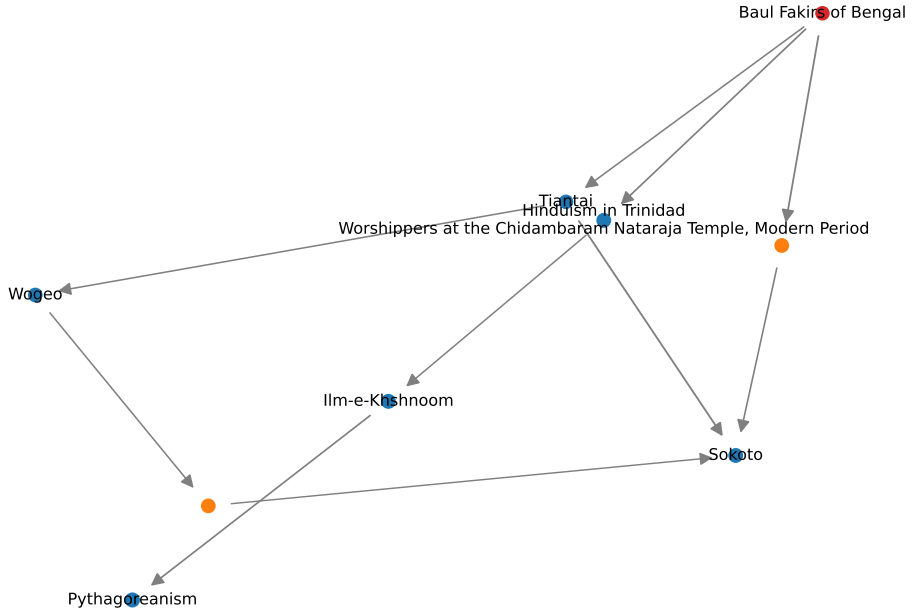 Baul Fakirs of Bengal
Tiantai
Hinduism in Trinidad
Worshippers at the Chidambaram Nataraja Temple, Modern Period
Wogeo
Ilm-e-Khshnoom
Sokoto
Pythagoreanism